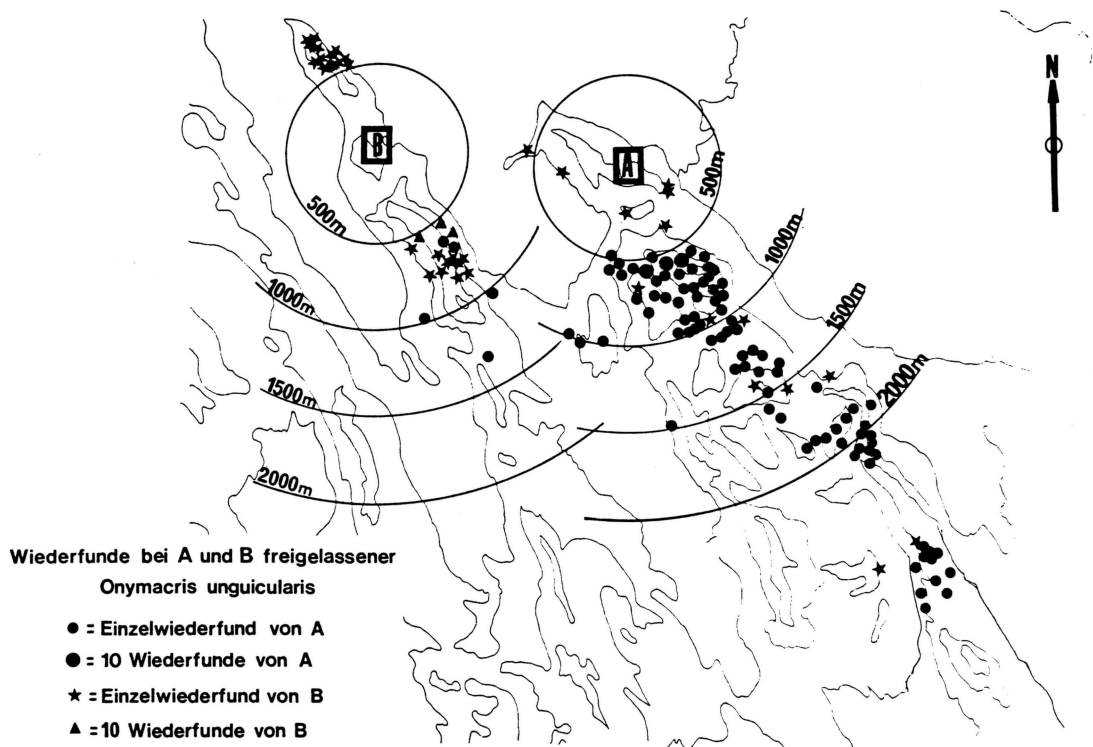 N
B
A
500m
500m
1000m
1000m
1500m
1500m
2000m
2000m
Wiederfunde bei A und B freigelassener
Onymacris unguicularis
● = Einzelwiederfund von A
● = 10 Wiederfunde von A
★ = Einzelwiederfund von B
▲ = 10 Wiederfunde von B